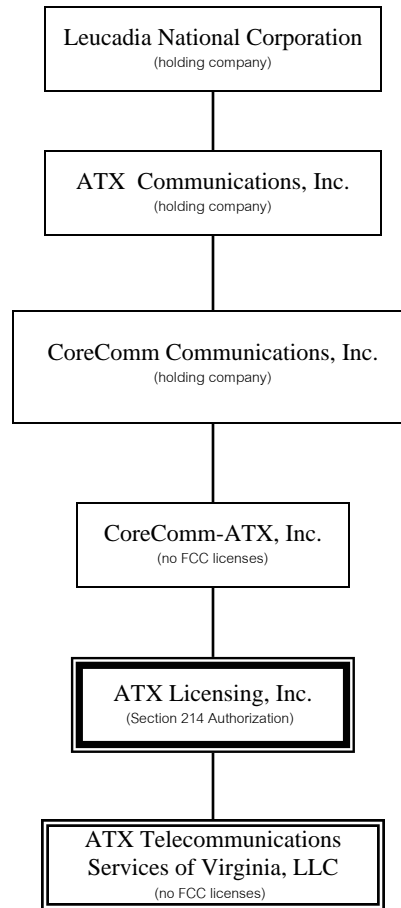 Leucadia National Corporation
(holding company)
ATX Communications, Inc.
(holding company)
CoreComm Communications, Inc.
(holding company)
CoreComm-ATX, Inc.
(no FCC licenses)
ATX Licensing, Inc.
(Section 214 Authorization)
ATX Telecommunications
Services of Virginia, LLC
(no FCC licenses)